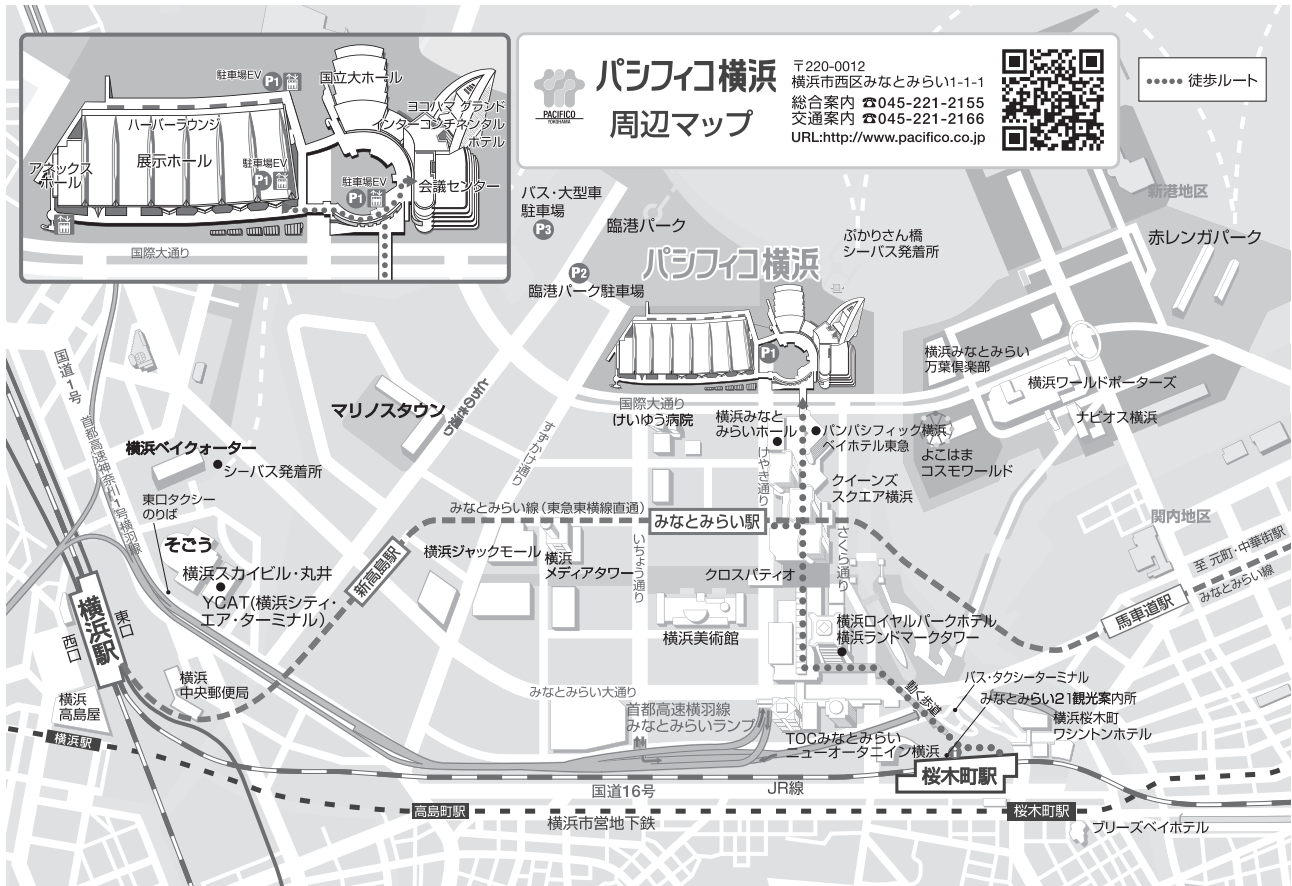 駐車場EV
P1
国立大ホール
ハーバーラウンジ
ヨコハマ グランド
インターコンチネンタル
ホテル
展示ホール
アネックス
ホール
駐車場EV
P1
駐車場EV
P1
会議センター
国際大通り
PACIFICO
YOKOHAMA
パシフィコ横浜
周辺マップ
〒220-0012
横浜市西区みなとみらい1-1-1
総合案内 ☎045-221-2155
交通案内 ☎045-221-2166
URL:http://www.pacifico.co.jp
徒歩ルート
バス・大型車
駐車場
P3
臨港パーク
P2
臨港パーク駐車場
パシフィコ横浜
ぷかりさん橋
シーバス発着所
新港地区
赤レンガパーク
P1
国道1号
首都高速神奈川1号横羽線
マリノスタウン
とちのき通り
すずかけ通り
国際大通り
けいゆう病院
横浜みなと
みらいホール
パンパシフィック横浜
ベイホテル東急
横浜みなとみらい
万葉倶楽部
横浜ワールドポーターズ
ナビオス横浜
よこはま
コスモワールド
横浜ベイクォーター
シーバス発着所
けやき通り
クイーンズ
スクエア横浜
東口タクシー
のりば
みなとみらい線(東急東横線直通)
みなとみらい駅
さくら通り
関内地区
至 元町・中華街駅
みなとみらい線
そごう
新高島駅
横浜ジャックモール
横浜
メディアタワー
いちょう通り
クロスパティオ
横浜スカイビル・丸井
YCAT(横浜シティ・
エア・ターミナル)
馬車道駅
横浜駅
東口
西口
横浜美術館
横浜ロイヤルパークホテル
横浜ランドマークタワー
横浜
中央郵便局
横浜
高島屋
みなとみらい大通り
首都高速横羽線
みなとみらいランプ
動く歩道
バス・タクシーターミナル
みなとみらい21観光案内所
横浜桜木町
ワシントンホテル
TOCみなとみらい
ニューオータニイン横浜
横浜駅
桜木町駅
国道16号
JR線
高島町駅
横浜市営地下鉄
桜木町駅
ブリーズベイホテル